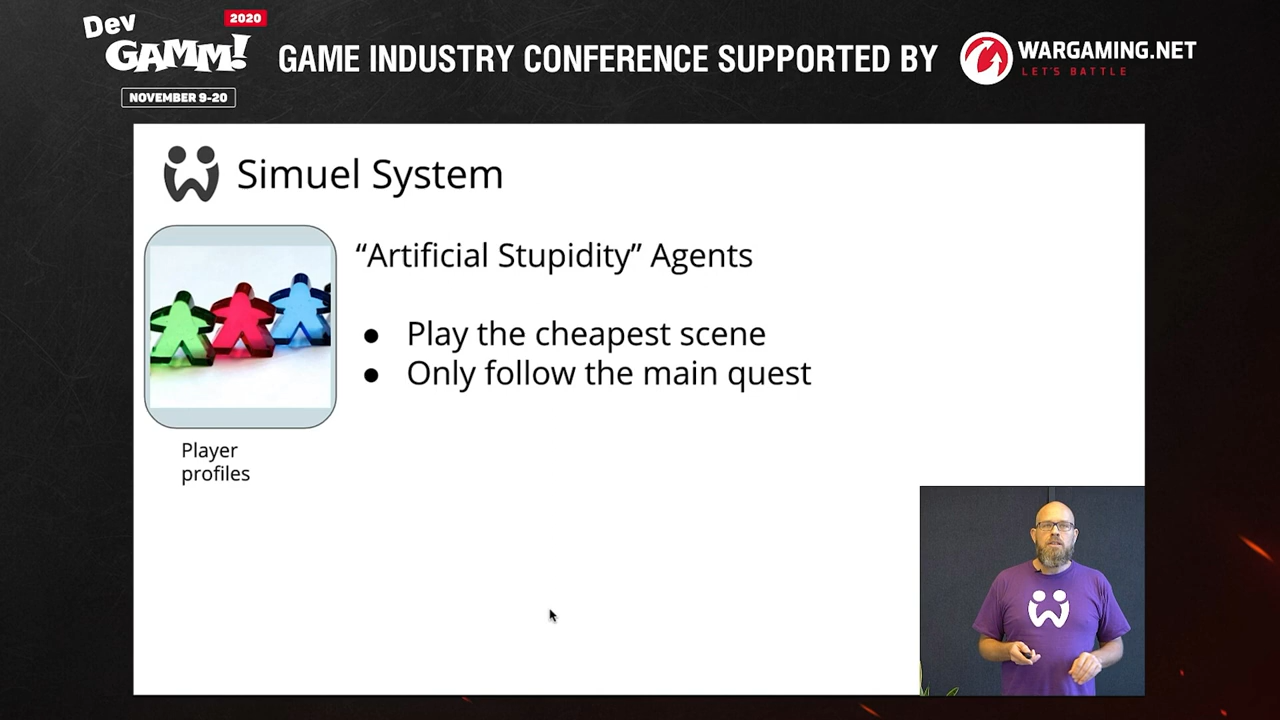 Dev
GAMM!
2020
NOVEMBER 9-20
GAME INDUSTRY CONFERENCE SUPPORTED BY
WARGAMING.NET
LET'S BATTLE
Simuel System
“Artificial Stupidity” Agents
● Play the cheapest scene
● Only follow the main quest
Player
profiles